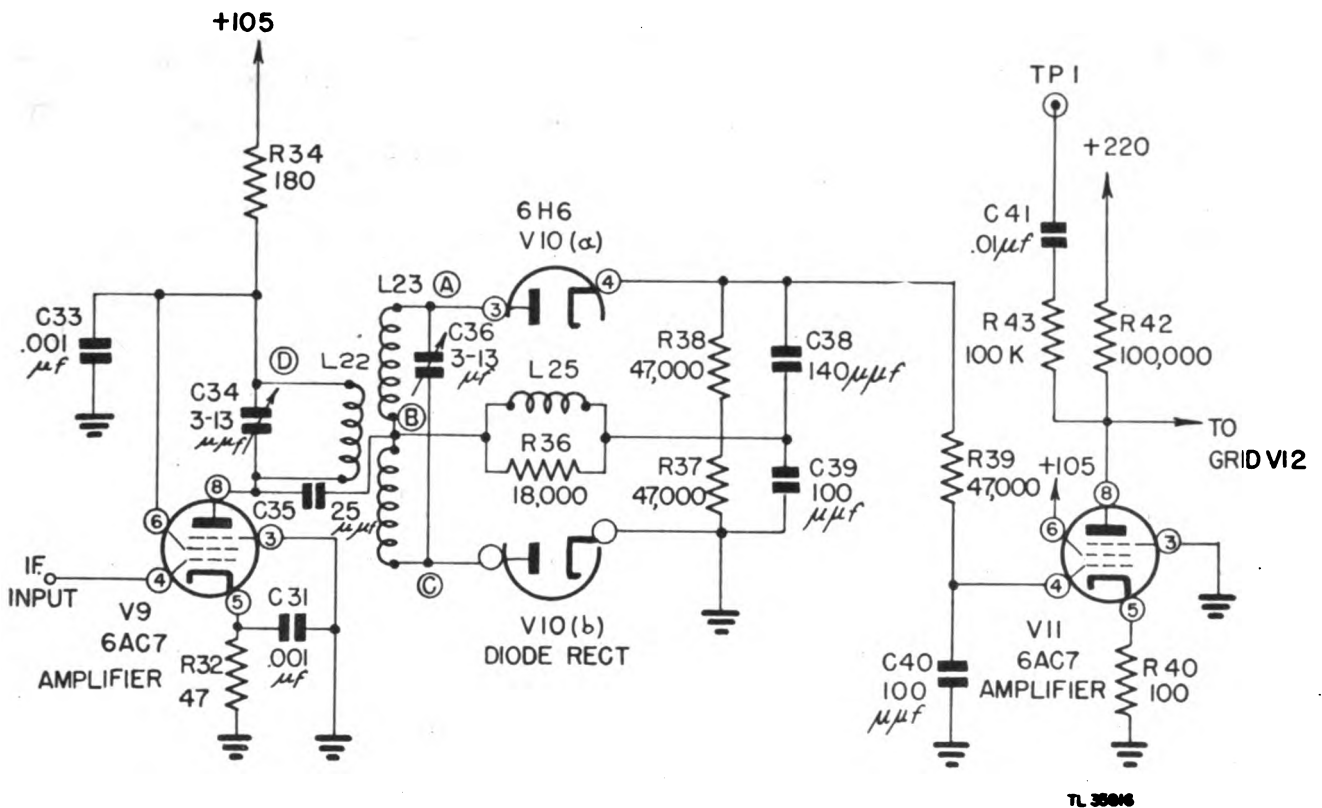 +105
R34
180
C33
.001
μf
C34
3-13
μμf
D
L22
8
C35
25
μμf
6
3
4
5
I.F.
INPUT
V9
6AC7
AMPLIFIER
C31
.001
μf
R32
47
L23
A
C36
3-13
μf
B
C
6H6
V10(a)
3
4
L25
R36
18,000
V10(b)
DIODE RECT
R38
47,000
C38
140μμf
R37
47,000
C39
100
μμf
TP1
+220
C41
.01μf
R43
100K
R42
100,000
TO
GRID V12
R39
47,000
+105
8
6
3
4
5
C40
100
μμf
V11
6AC7
AMPLIFIER
R40
100